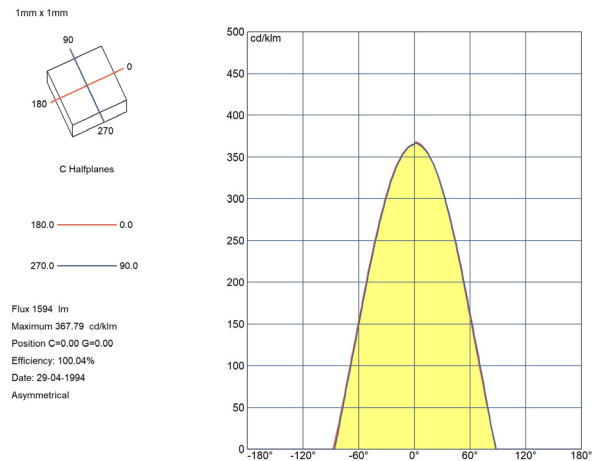 1mm x 1mm
90
0
180
270
C Halfplanes
180.0 0.0
270.0 90.0
Flux 1594 lm
Maximum 367.79 cd/klm
Position C=0.00 G=0.00
Efficiency: 100.04%
Date: 29-04-1994
Asymmetrical
500
cd/klm
450
400
350
300
250
200
150
100
50
0
-180° -120° -60° 0° 60° 120° 180°